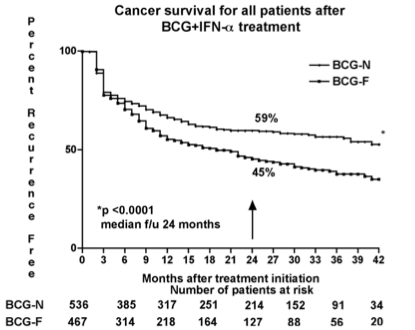 Cancer survival for all patients after
BCG+IFN-α treatment
Percent Recurrence Free
100
50
0
BCG-N
BCG-F
59%
*
45%
*p <0.0001
median f/u 24 months
0 3 6 9 12 15 18 21 24 27 30 33 36 39 42
Months after treatment initiation
Number of patients at risk
BCG-N 536 385 317 251 214 152 91 34
BCG-F 467 314 218 164 127 88 56 20